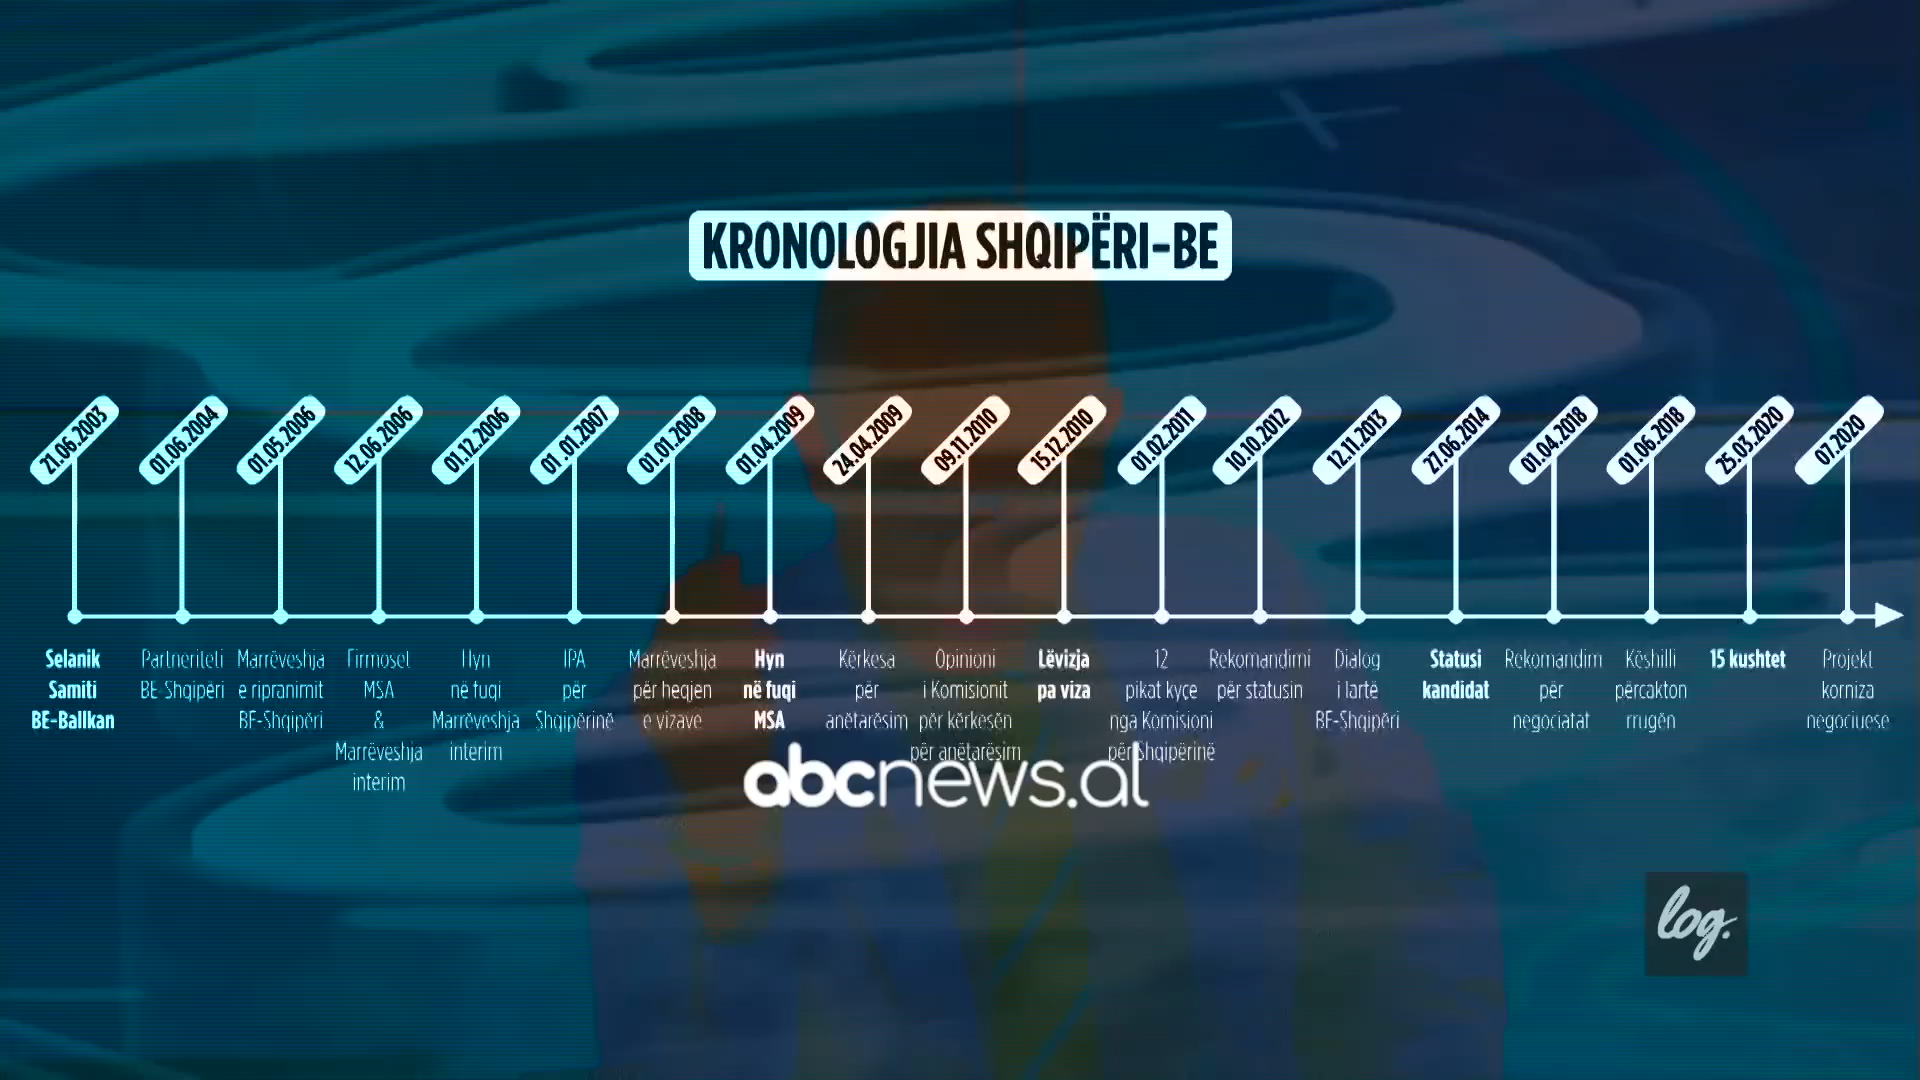 KRONOLOGJIA SHQIPËRI-BE
21.06.2003
01.06.2004
01.05.2006
12.06.2006
01.12.2006
01.01.2007
01.01.2008
01.04.2009
24.04.2009
09.11.2010
15.12.2010
01.02.2011
10.10.2012
12.11.2013
27.06.2014
01.04.2018
01.06.2018
25.03.2020
07.2020
Selanik
Samiti
BE-Ballkan
Partneriteti
BE-Shqipëri
Marrëveshja
e ripranimit
BE-Shqipëri
Firmoset
MSA
&
Marrëveshja
interim
Hyn
në fuqi
Marrëveshja
interim
IPA
për
Shqipërinë
Marrëveshja
për heqjen
e vizave
Hyn
në fuqi
MSA
Kërkesa
për
anëtarësim
Opinioni
i Komisionit
për kërkesën
për anëtarësim
Lëvizja
pa viza
12
pikat kyçe
nga Komisioni
për Shqipërinë
Rekomandimi
për statusin
Dialog
i lartë
BE-Shqipëri
Statusi
kandidat
Rekomandim
për
negociatat
Këshilli
përcakton
rrugën
15 kushtet
Projekt
korniza
negociuese
abcnews.al
log.